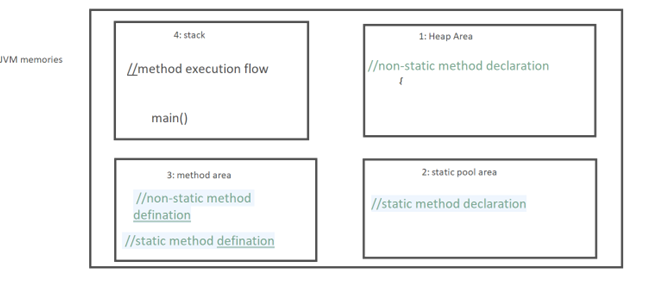 JVM memories
4: stack
//method execution flow
main()
1: Heap Area
//non-static method declaration
3: method area
//non-static method
defination
//static method defination
2: static pool area
//static method declaration